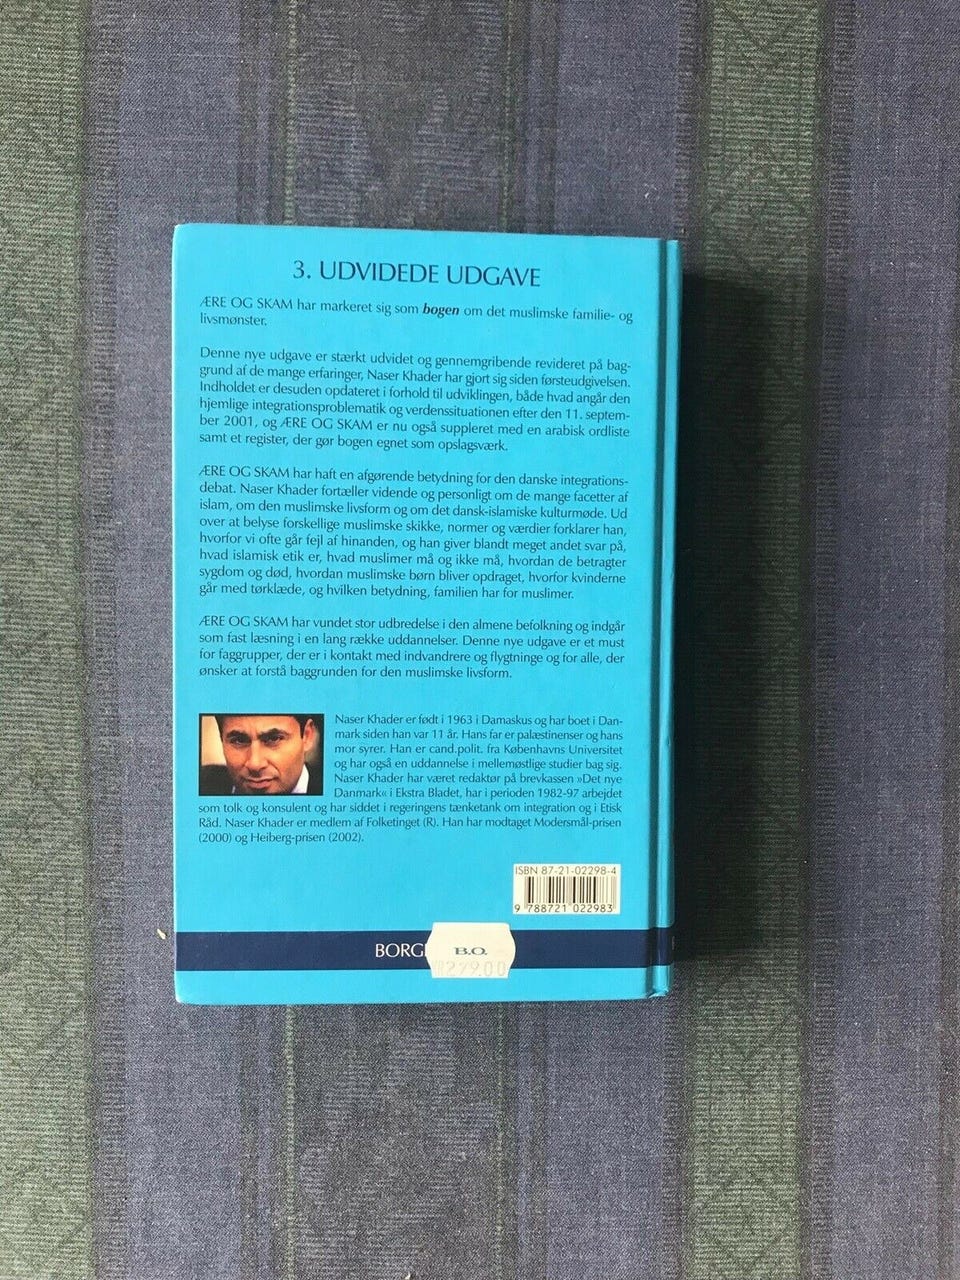 3. UDVIDEDE UDGAVE
ÆRE OG SKAM har markeret sig som bogen om det muslimske familie- og
livsmønster.
Denne nye udgave er stærkt udvidet og gennemgribende revideret på bag-
grund af de mange erfaringer, Naser Khader har gjort sig siden førsteudgivelsen.
Indholdet er desuden opdateret i forhold til udviklingen, både hvad angår den
hjemlige integrationsproblematik og verdenssituationen efter den 11. septem-
ber 2001, og ÆRE OG SKAM er nu også suppleret med en arabisk ordliste
samt et register, der gør bogen egnet som opslagsværk.
ÆRE OG SKAM har haft en afgørende betydning for den danske integrations-
debat. Naser Khader fortæller vidende og personligt om de mange facetter af
islam, om den muslimske livsform og om det dansk-islamiske kulturmøde. Ud
over at belyse forskellige muslimske skikke, normer og værdier forklarer han,
hvorfor vi ofte går fejl af hinanden, og han giver blandt meget andet svar på,
hvad islamisk etik er, hvad muslimer må og ikke må, hvordan de betragter
sygdom og død, hvordan muslimske børn bliver opdraget, hvorfor kvinderne
går med tørklæde, og hvilken betydning, familien har for muslimer.
ÆRE OG SKAM har vundet stor udbredelse i den almene befolkning og indgår
som fast læsning i en lang række uddannelser. Denne nye udgave er et must
for faggrupper, der er i kontakt med indvandrere og flygtninge og for alle, der
ønsker at forstå baggrunden for den muslimske livsform.
Naser Khader er født i 1963 i Damaskus og har boet i Dan-
mark siden han var 11 år. Hans far er palæstinenser og hans
mor syrer. Han er cand.polit. fra Københavns Universitet
og har også en uddannelse i mellemøstlige studier bag sig.
Naser Khader har været redaktør på brevkassen »Det nye
Danmark« i Ekstra Bladet, har i perioden 1982-97 arbejdet
som tolk og konsulent og har siddet i regeringens tænketank om integration og i Etisk
Råd. Naser Khader er medlem af Folketinget (R). Han har modtaget Modersmål-prisen
(2000) og Heiberg-prisen (2002).
ISBN 87-21-02298-4
9 788721 022983
BORG
B.O.
299.00